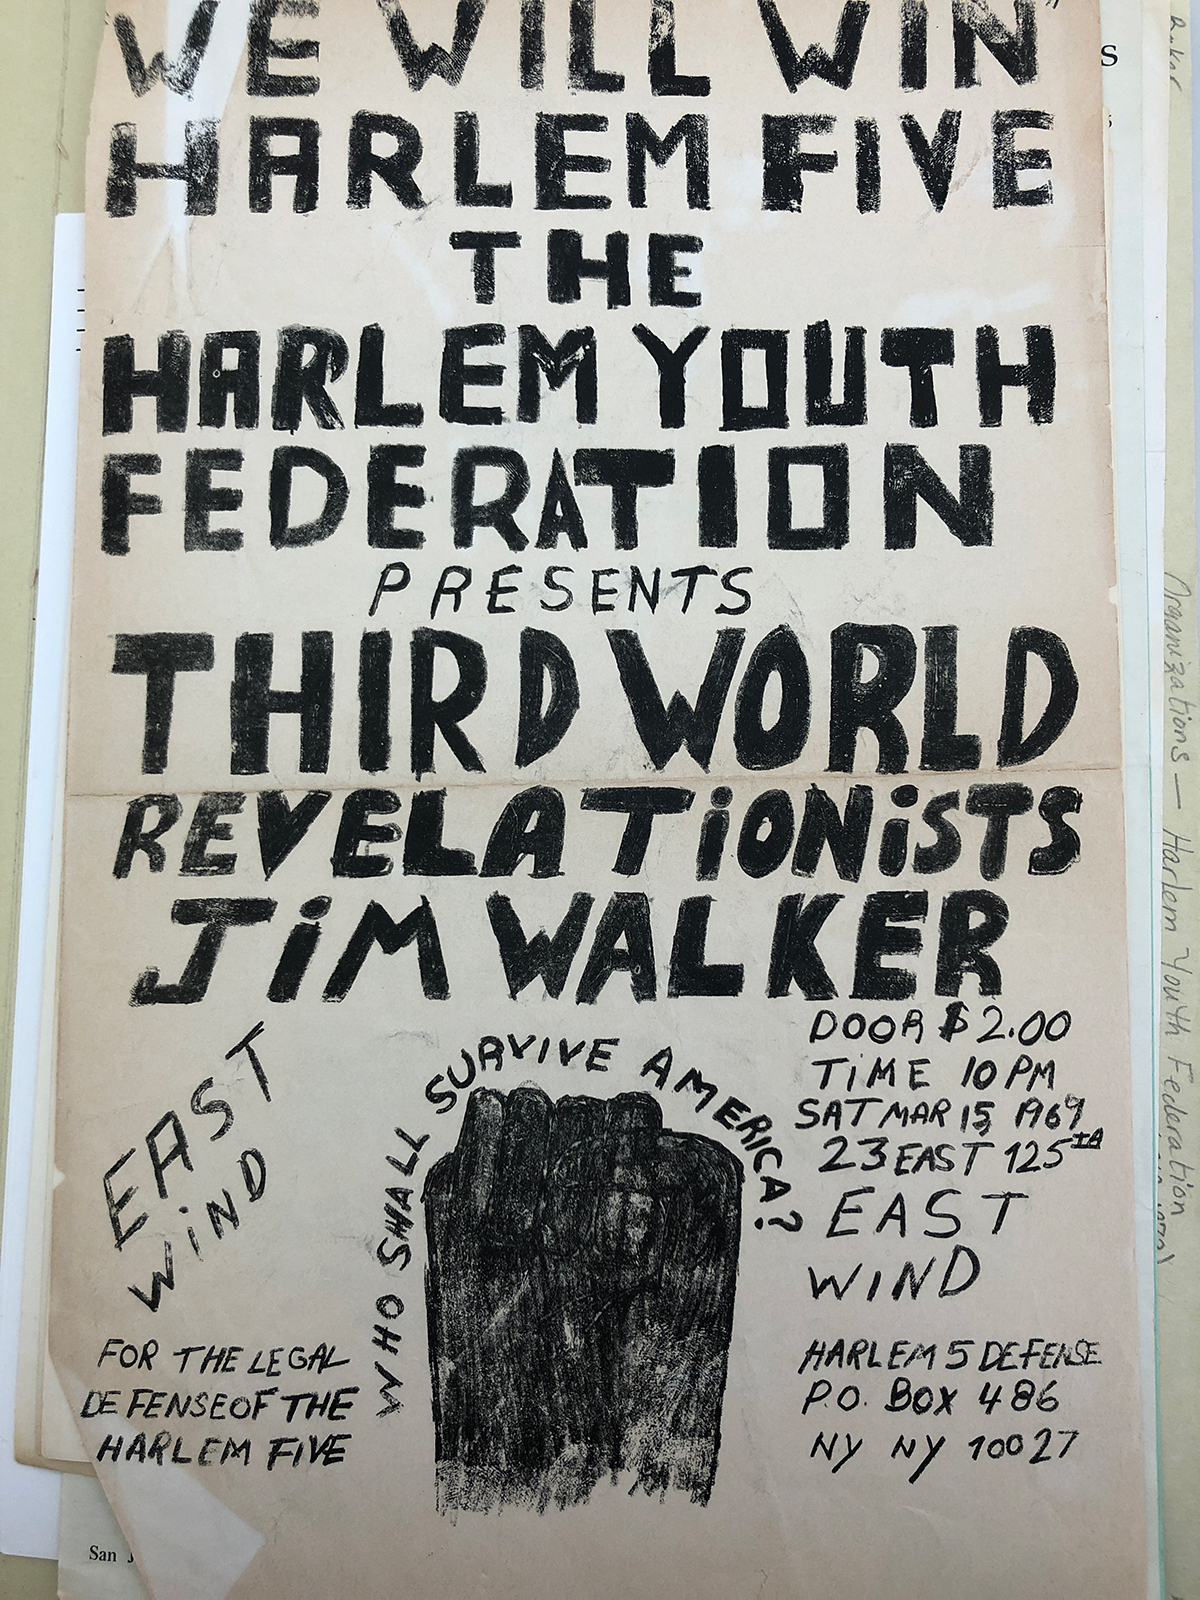 WE WILL WIN"
HARLEM FIVE
THE
HARLEM YOUTH
FEDERATION
PRESENTS
THIRD WORLD
REVELATiONiSTS
JiM WALKER
DOOR $2.00
TiME 10 PM
SAT MAR 15, 1969
23 EAST 125
EAST
WIND
EAST
WiND
WHO SHALL SURVIVE AMERICA?
FOR THE LEGAL
DEFENSE OF THE
HARLEM FIVE
HARLEM 5 DEFENSE
P.O. BOX 486
NY NY 10027
San
Organizations — Harlem Youth Federation